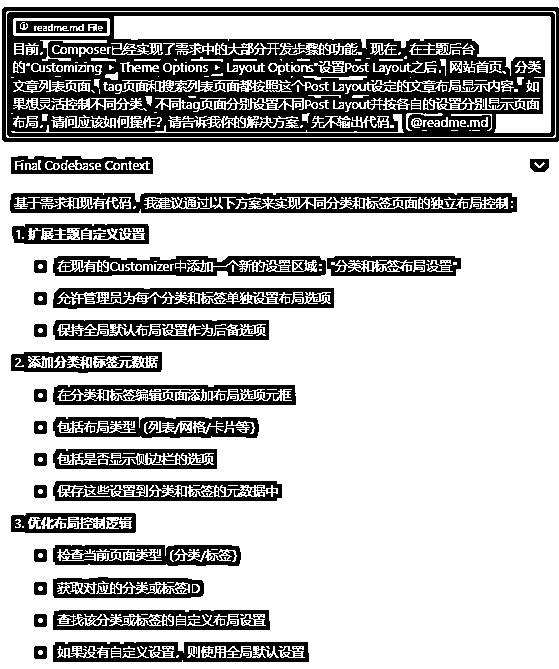 readme.md File
目前，Composer已经实现了需求中的大部分开发步骤的功能。现在，在主题后台
的"Customizing ▸ Theme Options ▸ Layout Options"设置Post Layout之后，网站首页、分类
文章列表页面、tag页面和搜索列表页面都按照这个Post Layout设定的文章布局显示内容。如
果想灵活控制不同分类、不同tag页面分别设置不同Post Layout并按各自的设置分别显示页面
布局，请问应该如何操作？请告诉我你的解决方案，先不输出代码。 @readme.md
Final Codebase Context
基于需求和现有代码，我建议通过以下方案来实现不同分类和标签页面的独立布局控制：
1. 扩展主题自定义设置
在现有的Customizer中添加一个新的设置区域："分类和标签布局设置"
允许管理员为每个分类和标签单独设置布局选项
保持全局默认布局设置作为后备选项
2. 添加分类和标签元数据
在分类和标签编辑页面添加布局选项元框
包括布局类型（列表/网格/卡片等）
包括是否显示侧边栏的选项
保存这些设置到分类和标签的元数据中
3. 优化布局控制逻辑
检查当前页面类型（分类/标签）
获取对应的分类或标签ID
查找该分类或标签的自定义布局设置
如果没有自定义设置，则使用全局默认设置